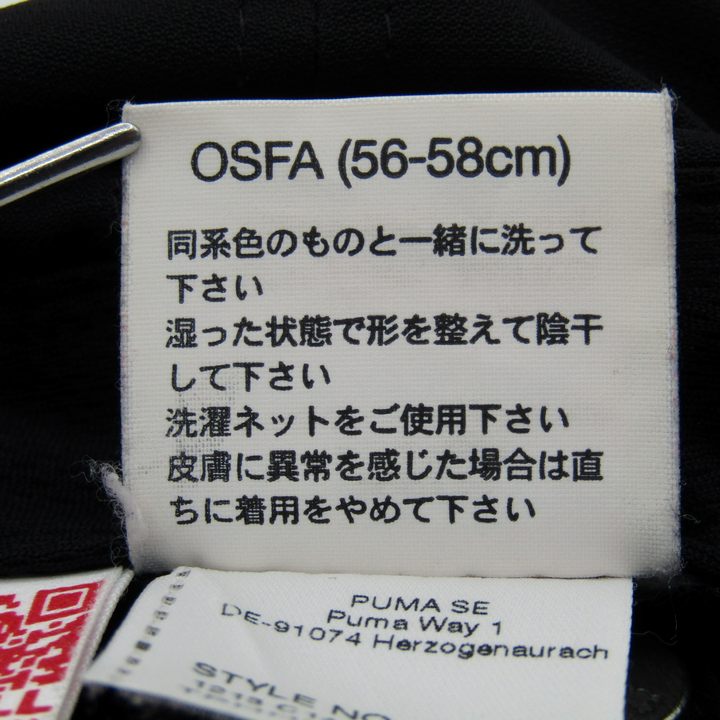 OSFA (56-58cm)
同系色のものと一緒に洗って
下さい
湿った状態で形を整えて陰干
して下さい
洗濯ネットをご使用下さい
皮膚に異常を感じた場合は直
ちに着用をやめて下さい
PUMA SE
Puma Way 1
DE-91074 Herzogenaurach
STYLE NO